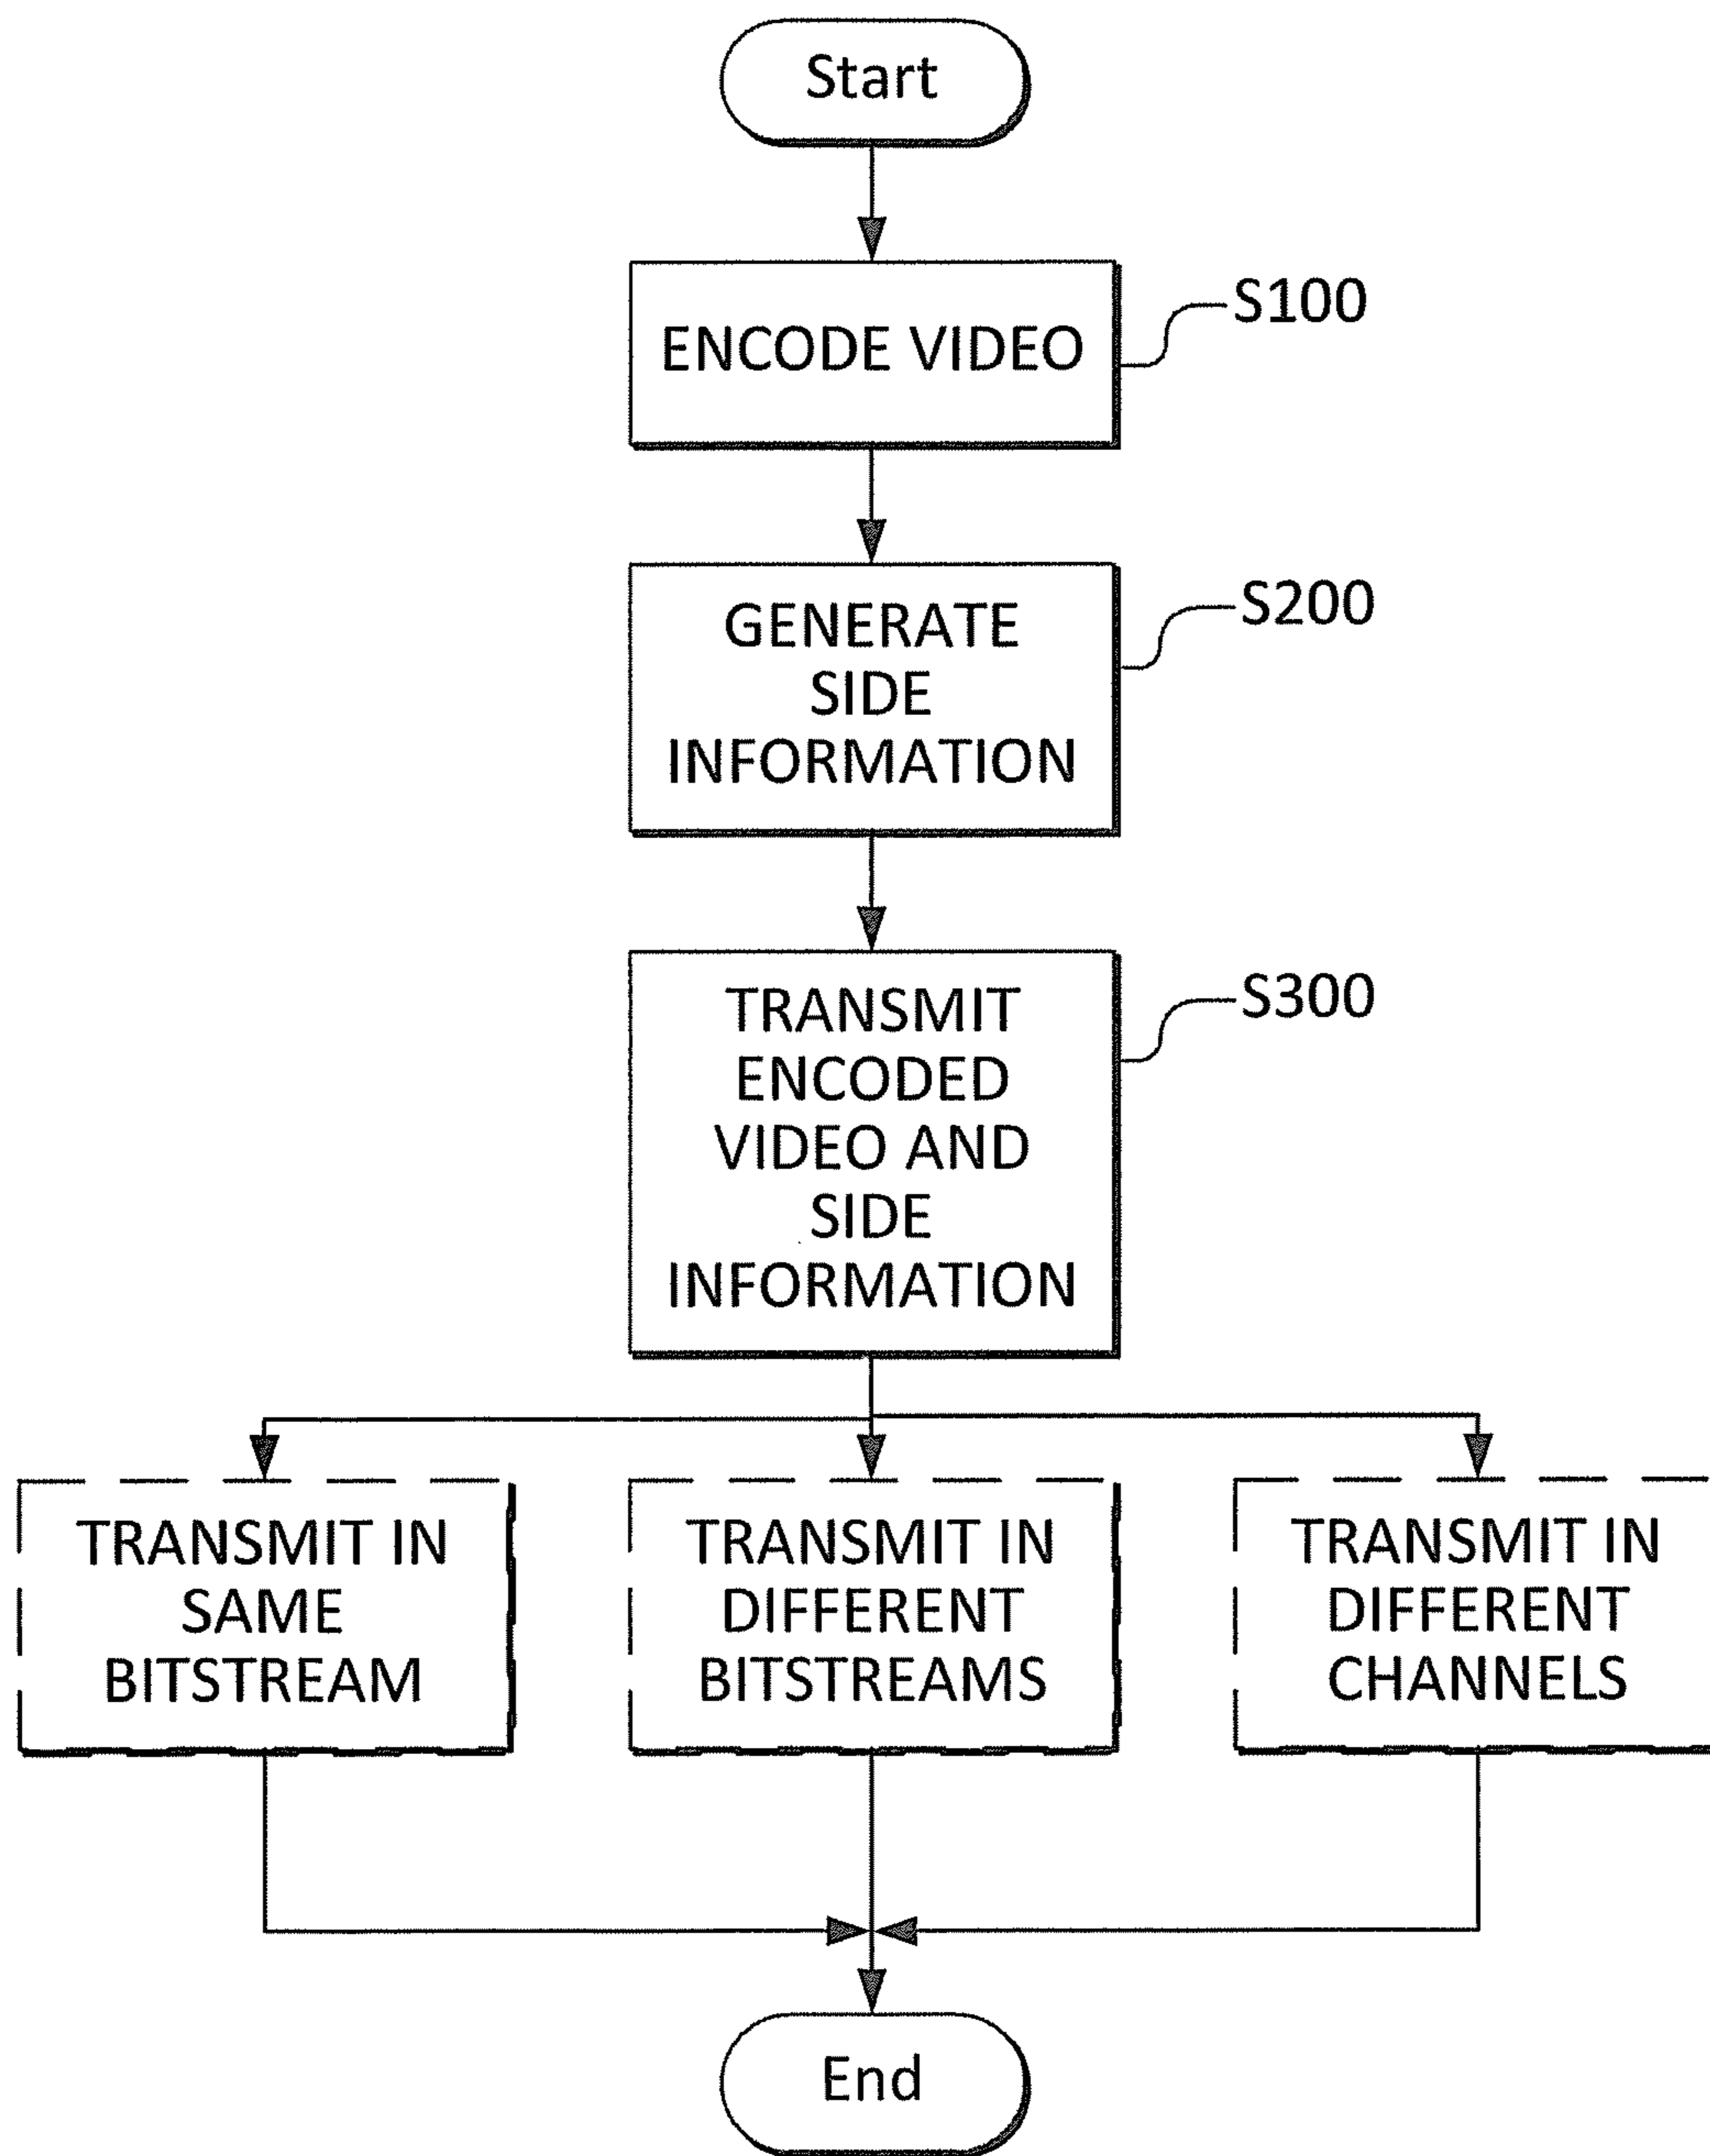 Start
ENCODE VIDEO
S100
GENERATE
SIDE
INFORMATION
S200
TRANSMIT
ENCODED
VIDEO AND
SIDE
INFORMATION
S300
TRANSMIT IN
SAME
BITSTREAM
TRANSMIT IN
DIFFERENT
BITSTREAMS
TRANSMIT IN
DIFFERENT
CHANNELS
End